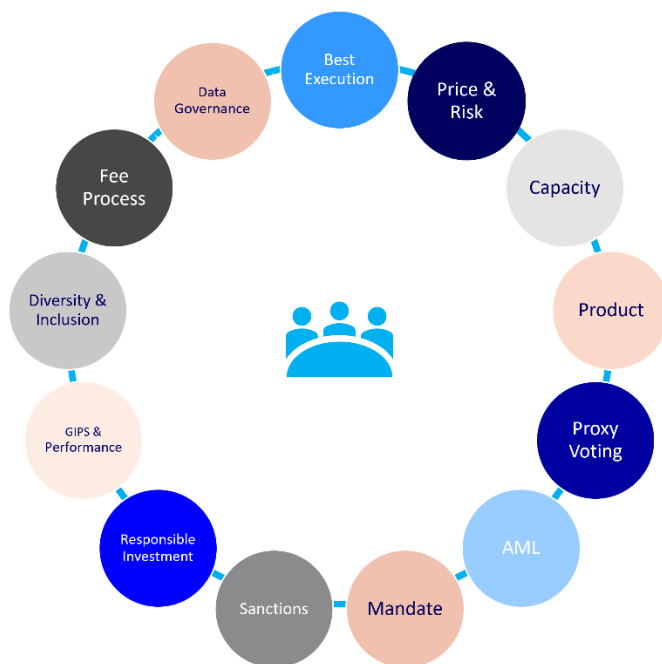 Best
Execution
Price &
Risk
Capacity
Product
Proxy
Voting
AML
Mandate
Sanctions
Responsible
Investment
GIPS &
Performance
Diversity &
Inclusion
Fee
Process
Data
Governance